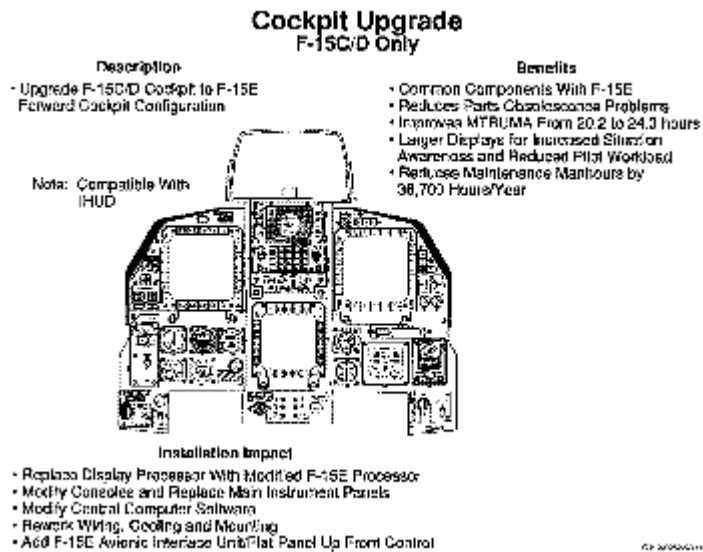 Cockpit Upgrade
F-15C/D Only
Description
• Upgrade F-15C/D Cockpit to F-15E
Forward Cockpit Configuration
Note: Compatible With
IHUD
Benefits
• Common Components With F-15E
• Reduces Parts Obsolescence Problems
• Improves MTBUMA From 20.2 to 24.3 hours
• Larger Displays for Increased Situation
Awareness and Reduced Pilot Workload
• Reduces Maintenance Manhours by
36,700 Hours/Year
Installation Impact
• Replace Display Processor With Modified F-15E Processor
• Modify Consoles and Replace Main Instrument Panels
• Modify Central Computer Software
• Rework Wiring, Cooling and Mounting
• Add F-15E Avionic Interface Unit/Flat Panel Up Front Control